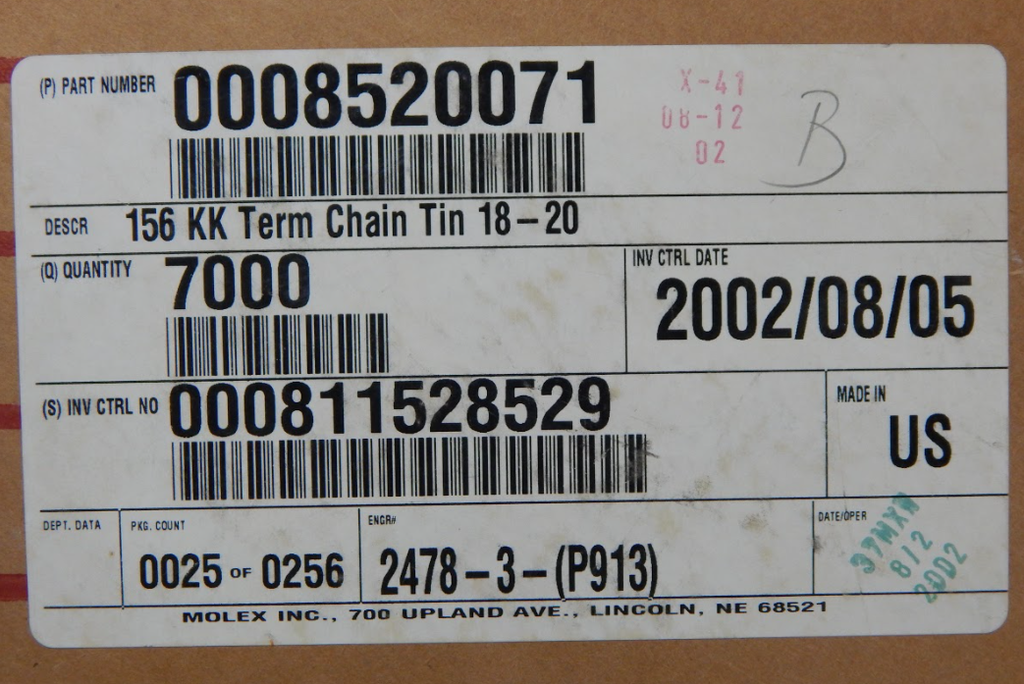 (P) PART NUMBER 0008520071
X-41
08-12
02
B
DESCR 156 KK Term Chain Tin 18-20
(Q) QUANTITY 7000
INV CTRL DATE
2002/08/05
(S) INV CTRL NO 000811528529
MADE IN
US
DEPT. DATA
PKG. COUNT
0025 OF 0256
ENGR#
2478-3-(P913)
DATE/OPER
37MXW
8/2
2002
MOLEX INC., 700 UPLAND AVE., LINCOLN, NE 68521